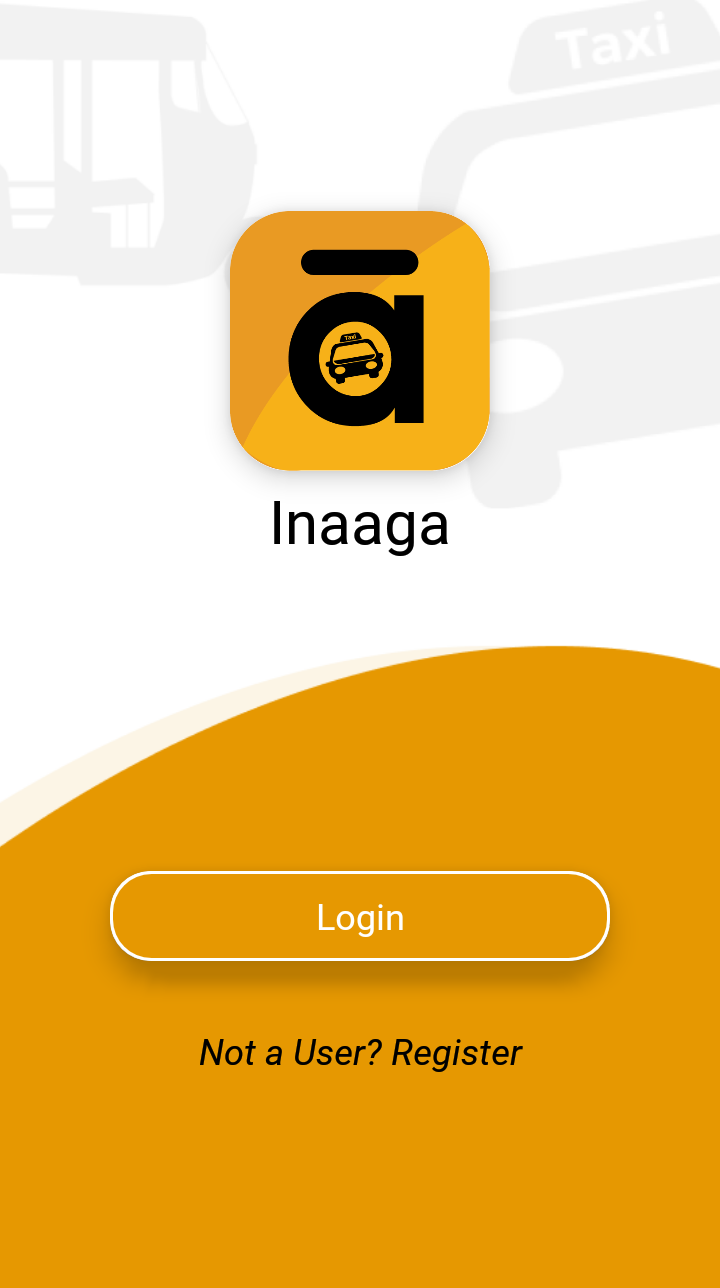 Taxi
ā
Taxi
Inaaga
Login
Not a User? Register